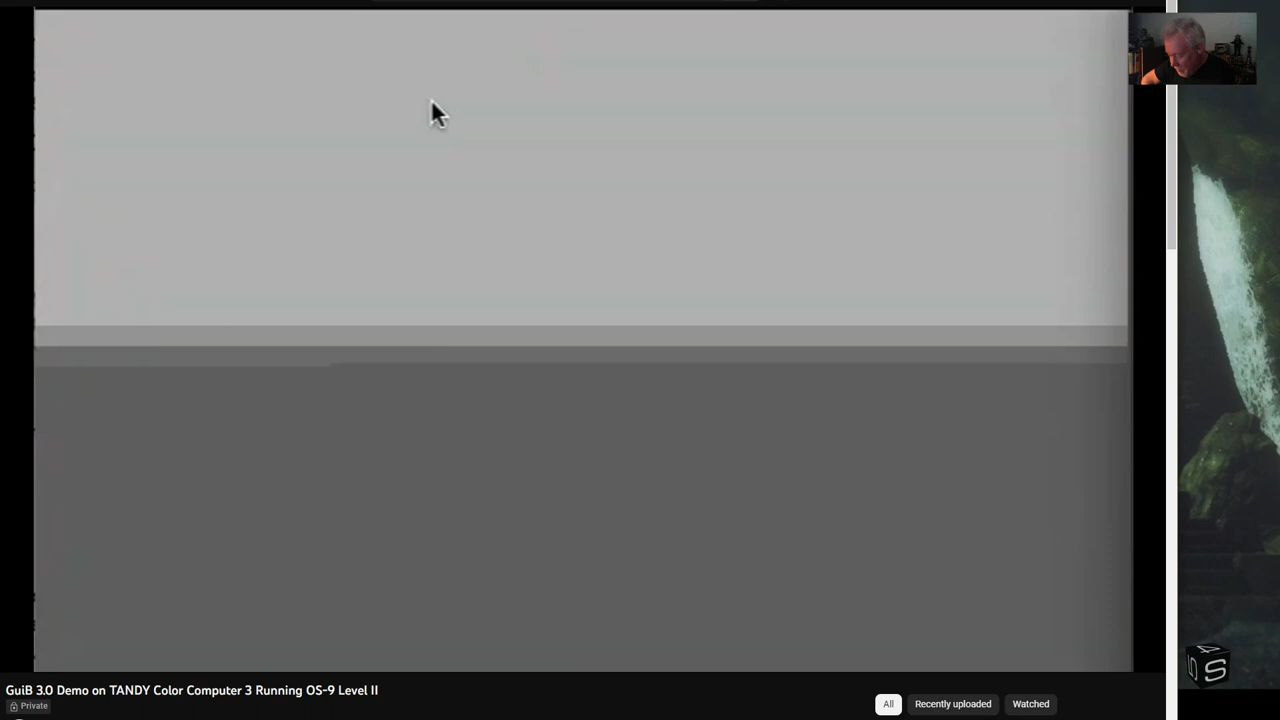 GuiB 3.0 Demo on TANDY Color Computer 3 Running OS-9 Level II
Private
All
Recently uploaded
Watched
4
S